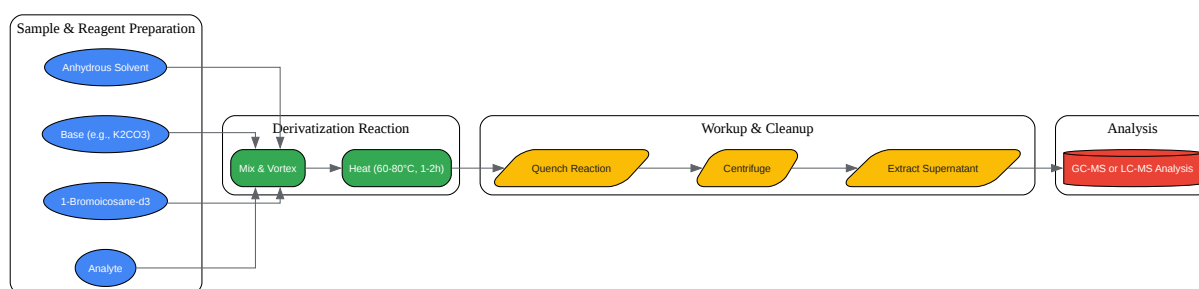 Sample & Reagent Preparation
Anhydrous Solvent
Base (e.g., K2CO3)
1-Bromoicosane-d3
Analyte
Derivatization Reaction
Mix & Vortex
Heat (60-80°C, 1-2h)
Workup & Cleanup
Quench Reaction
Centrifuge
Extract Supernatant
Analysis
GC-MS or LC-MS Analysis